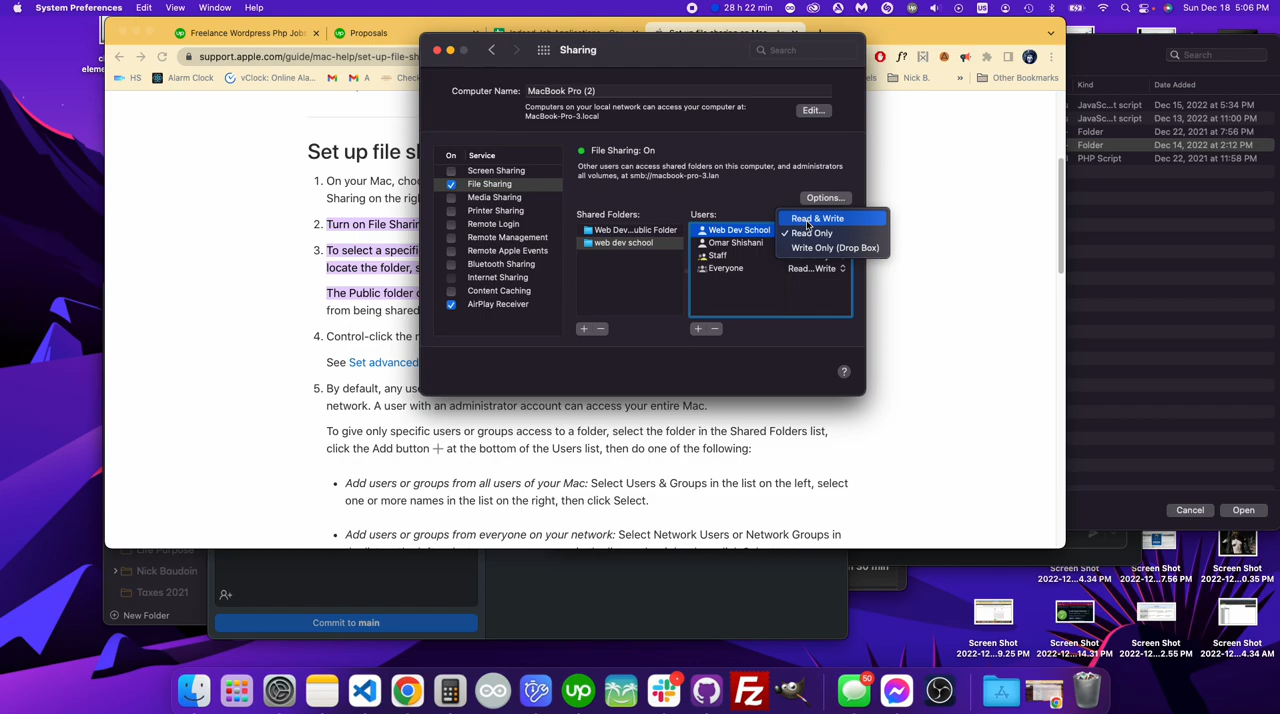 System Preferences Edit View Window Help
28 h 22 min
US
Sun Dec 18 5:06 PM
Freelance Wordpress Php Jobs
Proposals
support.apple.com/guide/mac-help/set-up-file-sh
HS
Alarm Clock
vClock: Online Ala...
M
A
Nick B.
Other Bookmarks
Sharing
Search
Computer Name: MacBook Pro (2)
Computers on your local network can access your computer at:
MacBook-Pro-3.local
Edit...
On Service
Screen Sharing
File Sharing
Media Sharing
Printer Sharing
Remote Login
Remote Management
Remote Apple Events
Bluetooth Sharing
Internet Sharing
Content Caching
AirPlay Receiver
File Sharing: On
Other users can access shared folders on this computer, and administrators
all volumes, at smb://macbook-pro-3.lan
Options...
Shared Folders:
Web Dev...ublic Folder
web dev school
Users:
Web Dev School
Omar Shishani
Staff
Everyone
Read...Write
Read & Write
Read Only
Write Only (Drop Box)
?
Set up file s
1. On your Mac, choo
Sharing on the righ
2. Turn on File Sharin
3. To select a specifi
locate the folder, s
The Public folder o
from being shared
4. Control-click the n
See Set advanced
5. By default, any use
network. A user with an administrator account can access your entire Mac.
To give only specific users or groups access to a folder, select the folder in the Shared Folders list,
click the Add button + at the bottom of the Users list, then do one of the following:
• Add users or groups from all users of your Mac: Select Users & Groups in the list on the left, select
one or more names in the list on the right, then click Select.
• Add users or groups from everyone on your network: Select Network Users or Network Groups in
Search
Kind Date Added
JavaSc...t script Dec 15, 2022 at 5:34 PM
JavaSc...t script Dec 13, 2022 at 11:00 PM
Folder Dec 22, 2021 at 7:56 PM
Folder Dec 14, 2022 at 2:12 PM
PHP Script Dec 22, 2021 at 11:58 PM
Cancel
Open
Life Purpose
Nick Baudoin
Taxes 2021
New Folder
Commit to main
30 min
Screen Shot
2022-12...4.34 PM
Screen Shot
2022-12...7.56 PM
Screen Shot
2022-12...0.35 PM
Screen Shot
2022-12...9.25 PM
Screen Shot
2022-12...14.31 PM
Screen Shot
2022-12...2.55 PM
Screen Shot
2022-12...4.34 AM
up
Fz
50